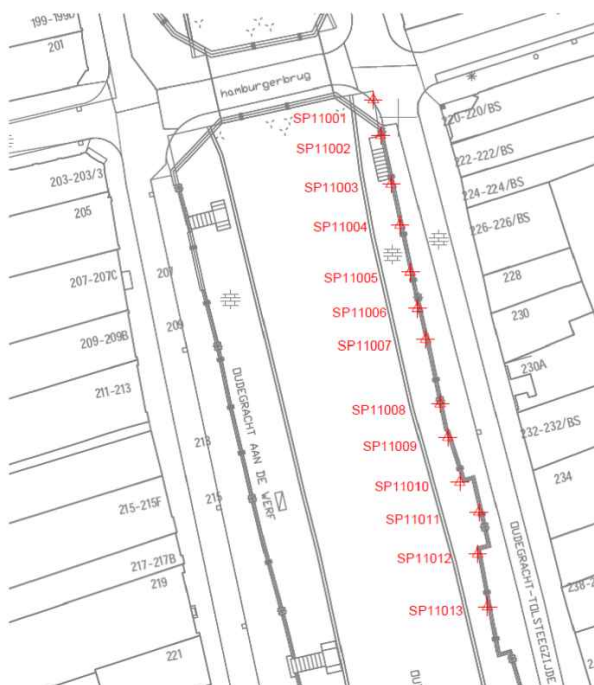 199-199D
201
hamburgerbrug
SP11001
220-220/BS
SP11002
222-222/BS
203-203/3
SP11003
224-224/BS
205
SP11004
226-226/BS
207
207-207C
SP11005
228
209
SP11006
230
209-209B
SP11007
211-213
230A
OUDEGRACHT AAN DE WERF
SP11008
213
SP11009
232-232/BS
215
SP11010
234
215-215F
SP11011
OUDEGRACHT-TOLSTEEGZIJDE
217-217B
SP11012
219
SP11013
221